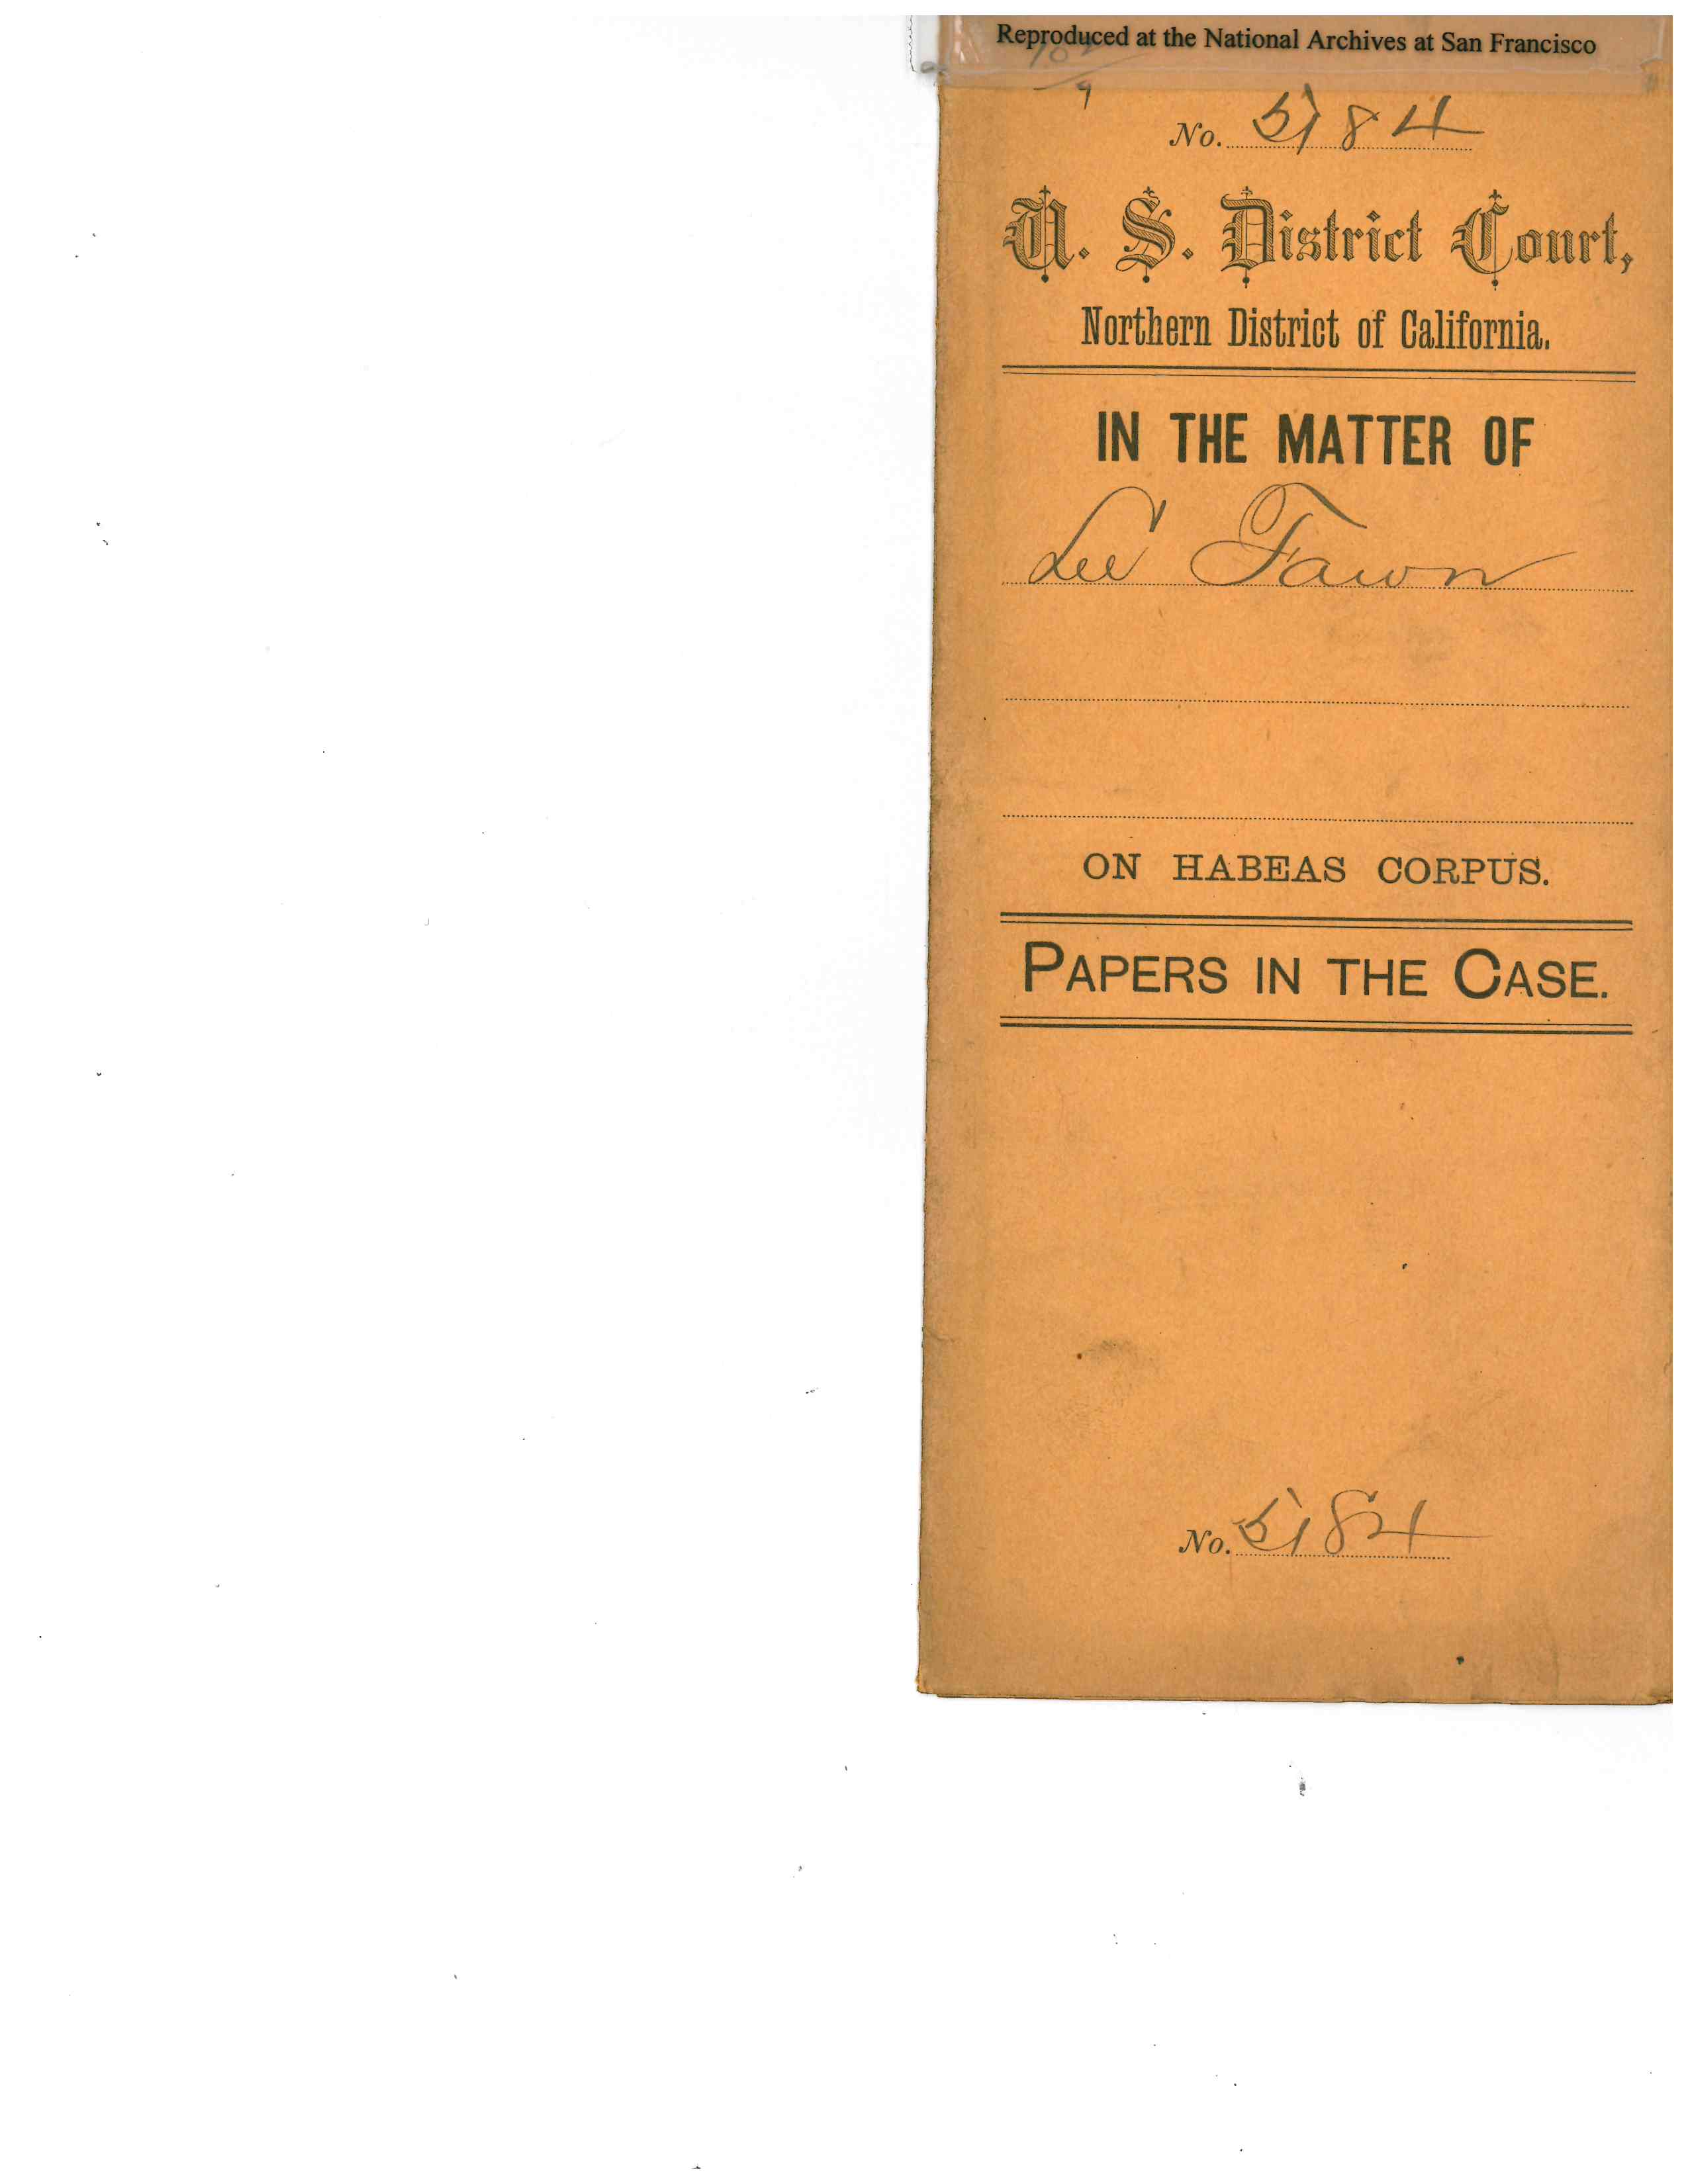 Reproduced at the National Archives at San Francisco
No. 5184
U. S. District Court,
Northern District of California.
IN THE MATTER OF
Lee Fawn
ON HABEAS CORPUS.
PAPERS IN THE CASE.
No. 5184